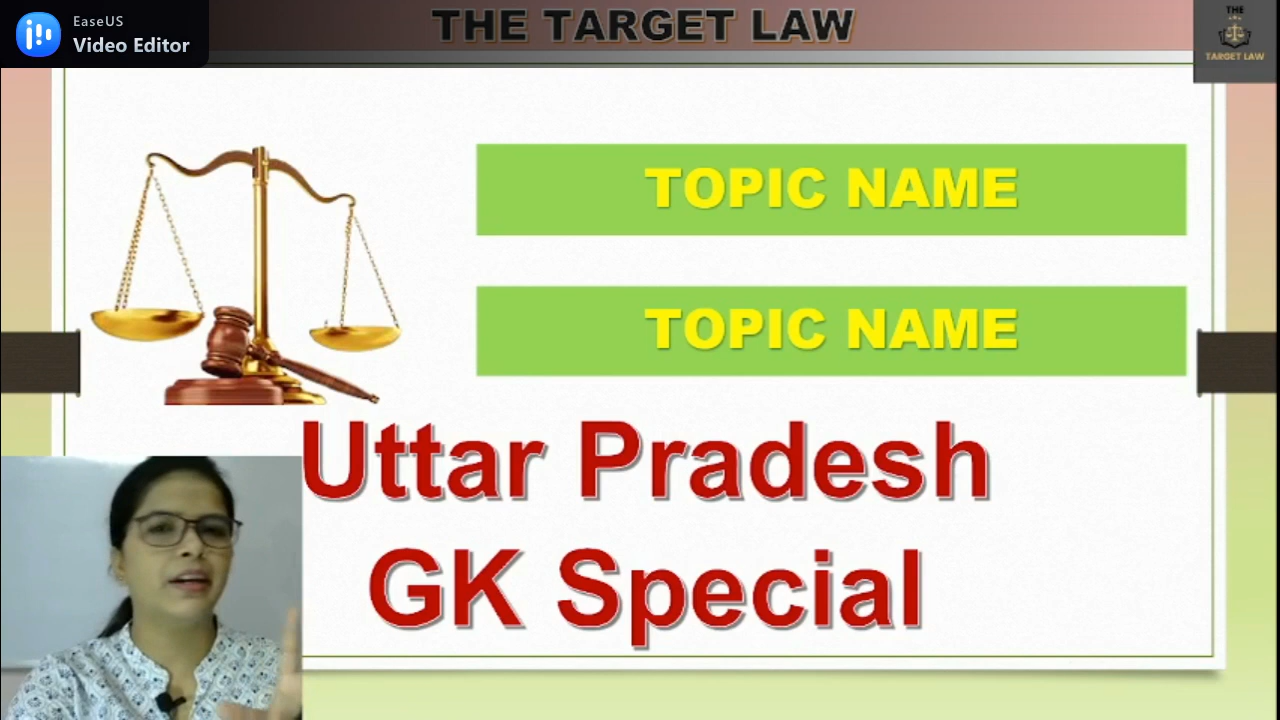 EaseUS
Video Editor
THE TARGET LAW
THE
TARGET LAW
TOPIC NAME
TOPIC NAME
Uttar Pradesh
GK Special